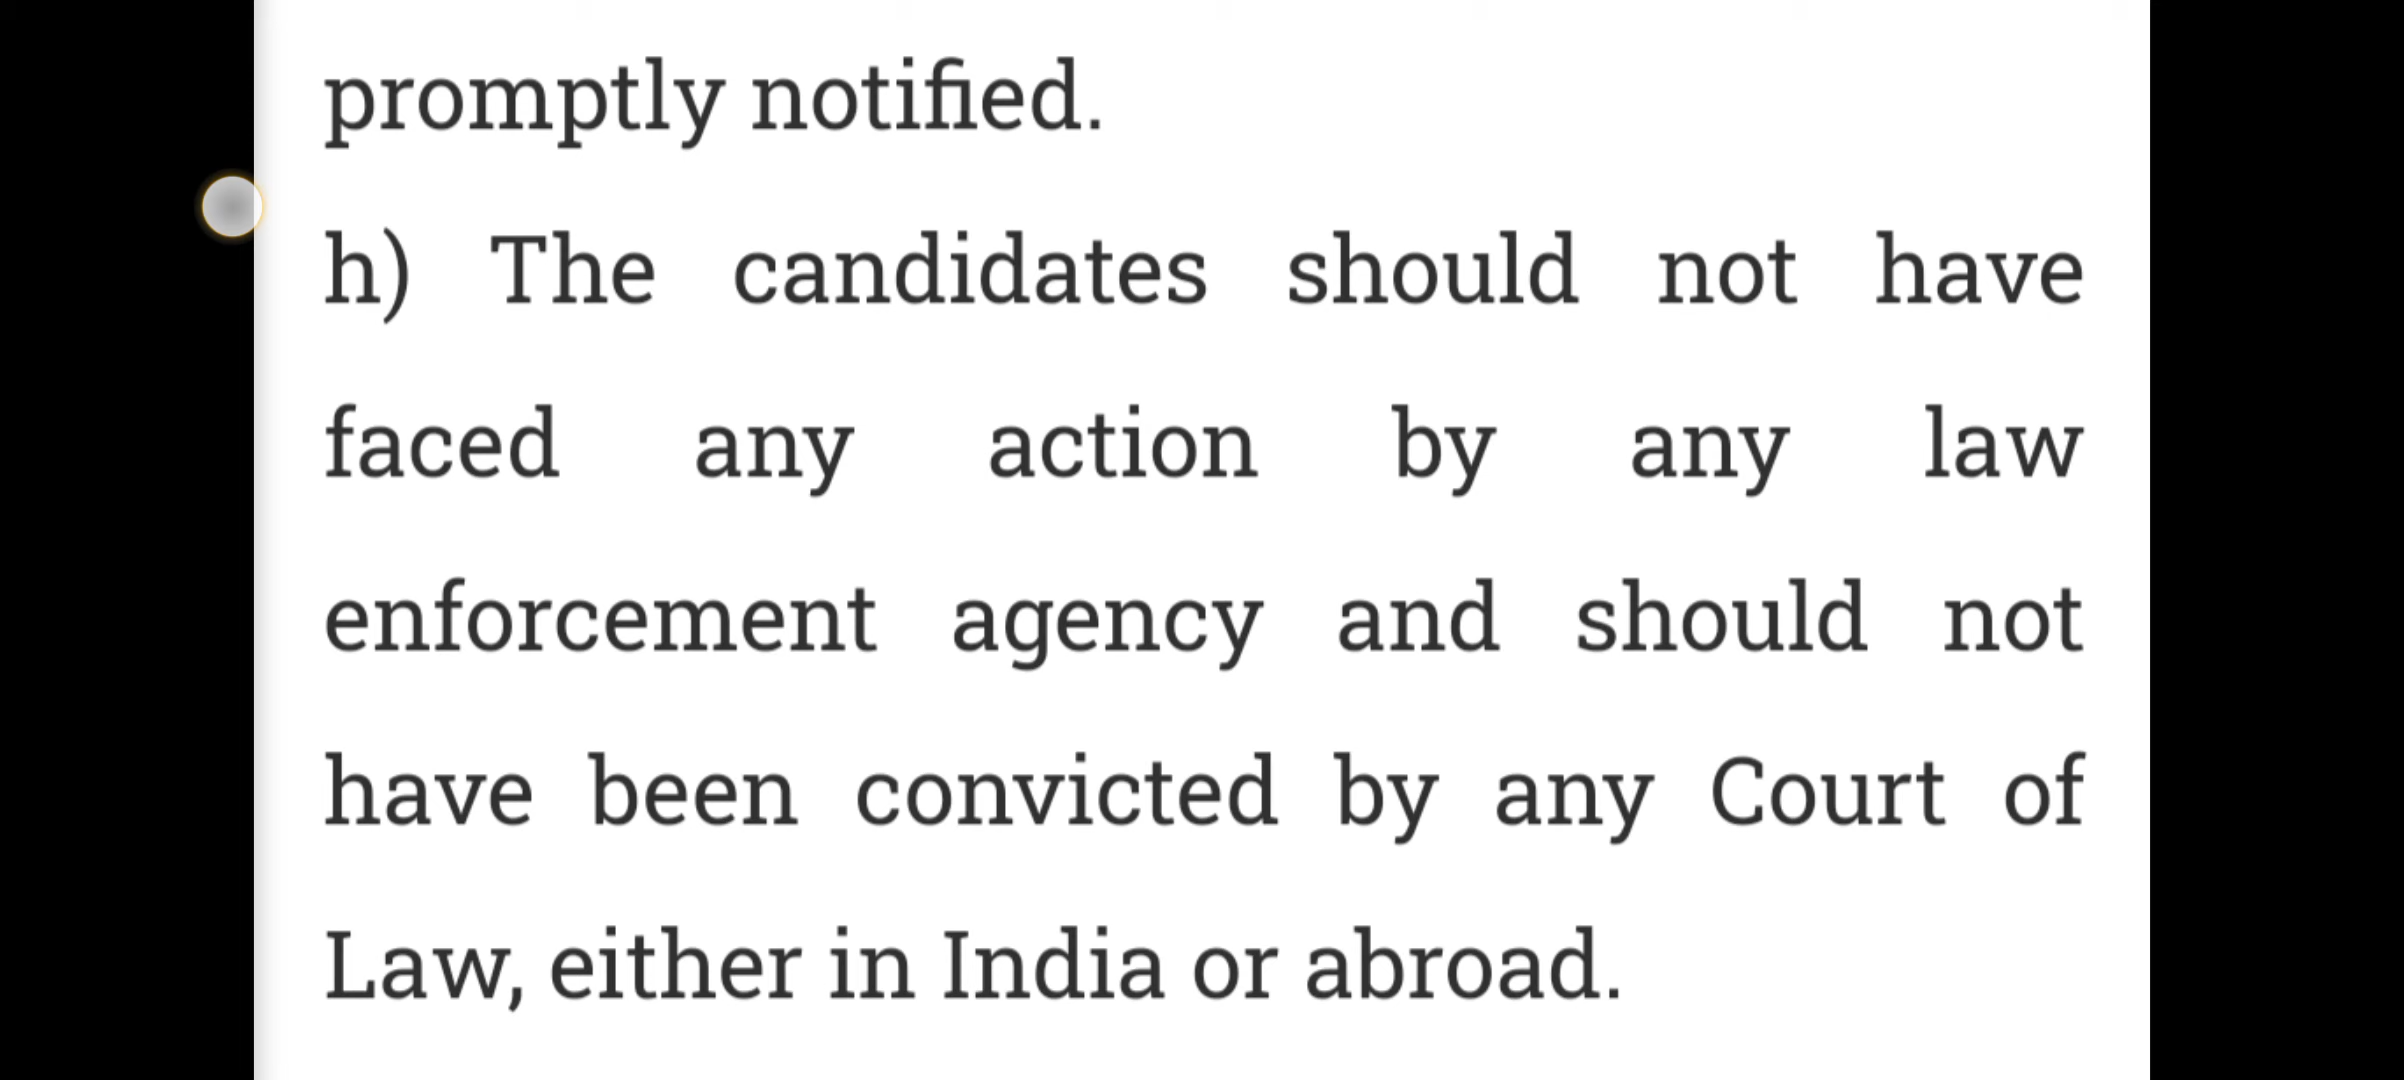 promptly notified.
h) The candidates should not have
faced any action by any law
enforcement agency and should not
have been convicted by any Court of
Law, either in India or abroad.